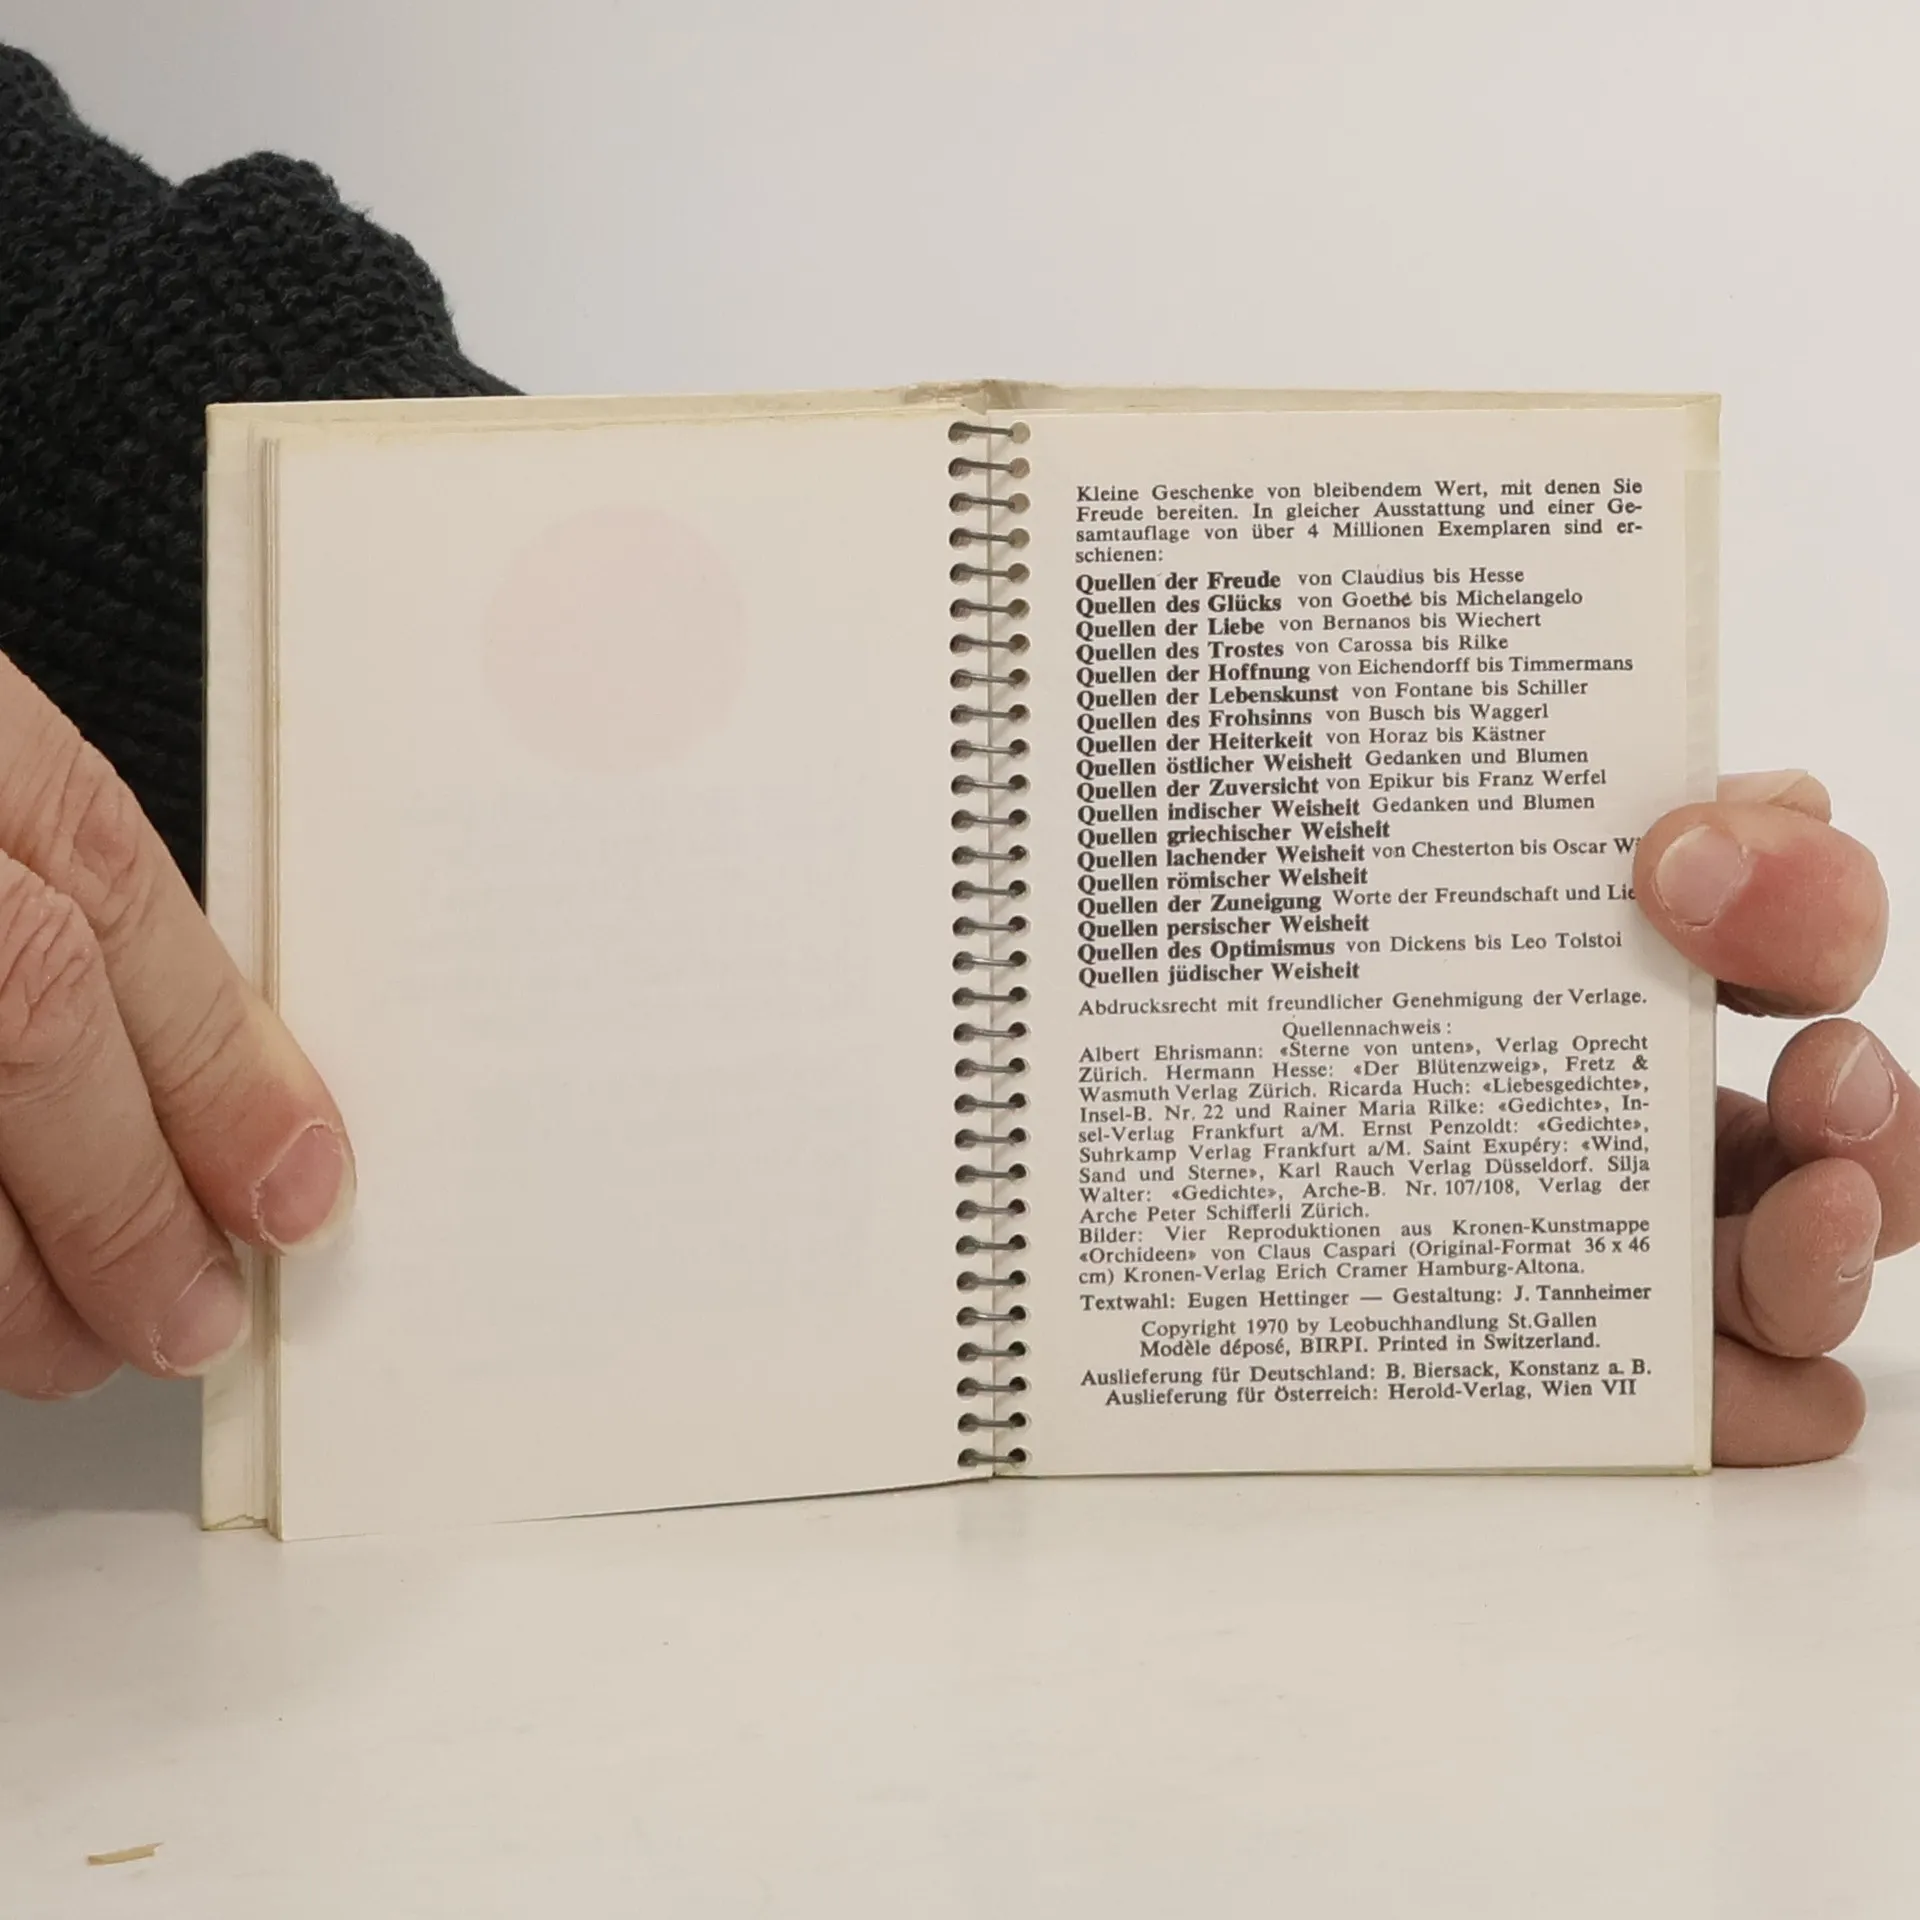 Kleine Geschenke von bleibendem Wert, mit denen Sie
Freude bereiten. In gleicher Ausstattung und einer Ge-
samtauflage von über 4 Millionen Exemplaren sind er-
schienen:
Quellen der Freude von Claudius bis Hesse
Quellen des Glücks von Goethe bis Michelangelo
Quellen der Liebe von Bernanos bis Wiechert
Quellen des Trostes von Carossa bis Rilke
Quellen der Hoffnung von Eichendorff bis Timmermans
Quellen der Lebenskunst von Fontane bis Schiller
Quellen des Frohsinns von Busch bis Waggerl
Quellen der Heiterkeit von Horaz bis Kästner
Quellen östlicher Weisheit Gedanken und Blumen
Quellen der Zuversicht von Epikur bis Franz Werfel
Quellen indischer Weisheit Gedanken und Blumen
Quellen griechischer Weisheit
Quellen lachender Weisheit von Chesterton bis Oscar
Quellen römischer Weisheit
Quellen der Zuneigung Worte der Freundschaft und
Quellen persischer Weisheit
Quellen des Optimismus von Dickens bis Leo Tolstoi
Quellen jüdischer Weisheit
Abdrucksrecht mit freundlicher Genehmigung der Verlage.
Quellennachweis:
Albert Ehrismann: «Sterne von unten», Verlag Oprecht
Zürich. Hermann Hesse: «Der Blütenzweig», Fretz &
Wasmuth Verlag Zürich. Ricarda Huch: «Liebesgedichte»,
Insel-B. Nr. 22 und Rainer Maria Rilke: «Gedichte», In-
sel-Verlag Frankfurt a/M. Ernst Penzoldt: «Gedichte»,
Suhrkamp Verlag Frankfurt a/M. Saint Exupéry: «Wind,
Sand und Sterne», Karl Rauch Verlag Düsseldorf. Silja
Walter: «Gedichte», Arche-B. Nr. 107/108, Verlag der
Arche Peter Schifferli Zürich.
Bilder: Vier Reproduktionen aus Kronen-Kunstmappe
«Orchideen» von Claus Caspari (Original-Format 36 x 46
cm) Kronen-Verlag Erich Cramer Hamburg-Altona.
Textwahl: Eugen Hettinger — Gestaltung: J. Tannheimer
Copyright 1970 by Leobuchhandlung St.Gallen
Modèle déposé, BIRPI. Printed in Switzerland.
Auslieferung für Deutschland: B. Biersack, Konstanz a. B.
Auslieferung für Österreich: Herold-Verlag, Wien VII